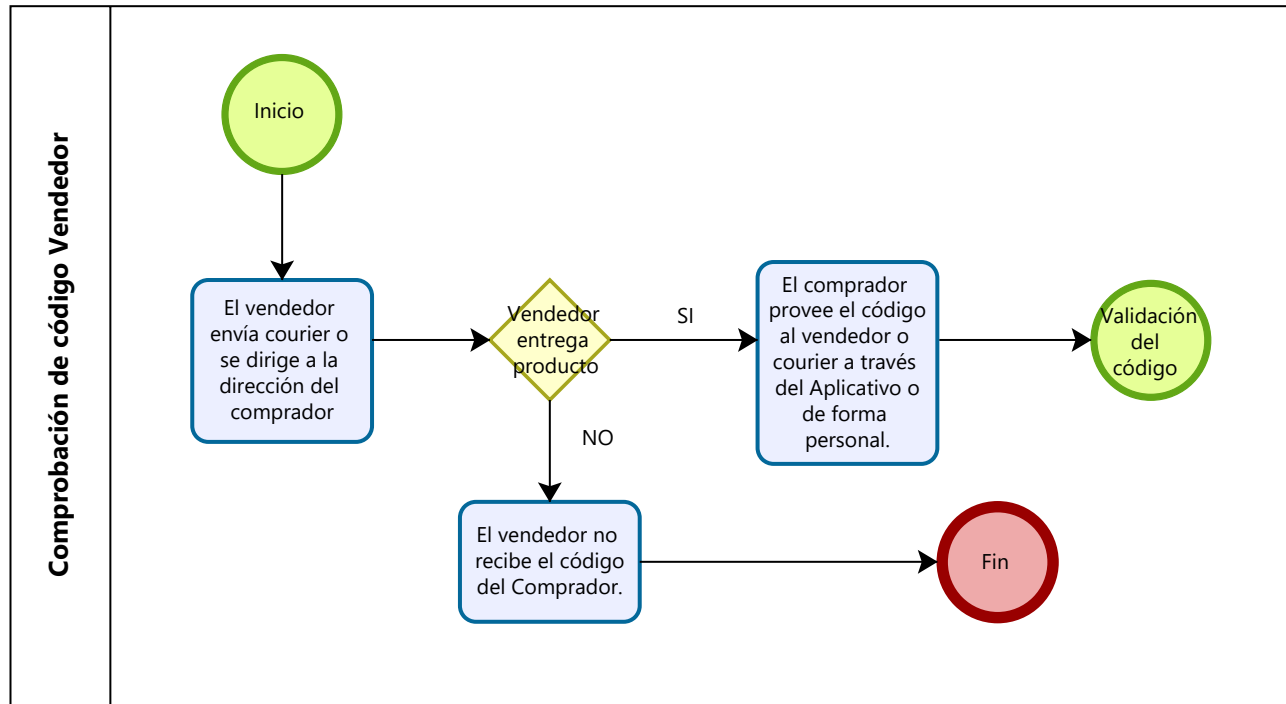 Comprobación de código Vendedor
Inicio
El vendedor
envía courier o
se dirige a la
dirección del
comprador
Vendedor
entrega
producto
SI
El comprador
provee el código
al vendedor o
courier a través
del Aplicativo o
de forma
personal.
Validación
del
código
NO
El vendedor no
recibe el código
del Comprador.
Fin